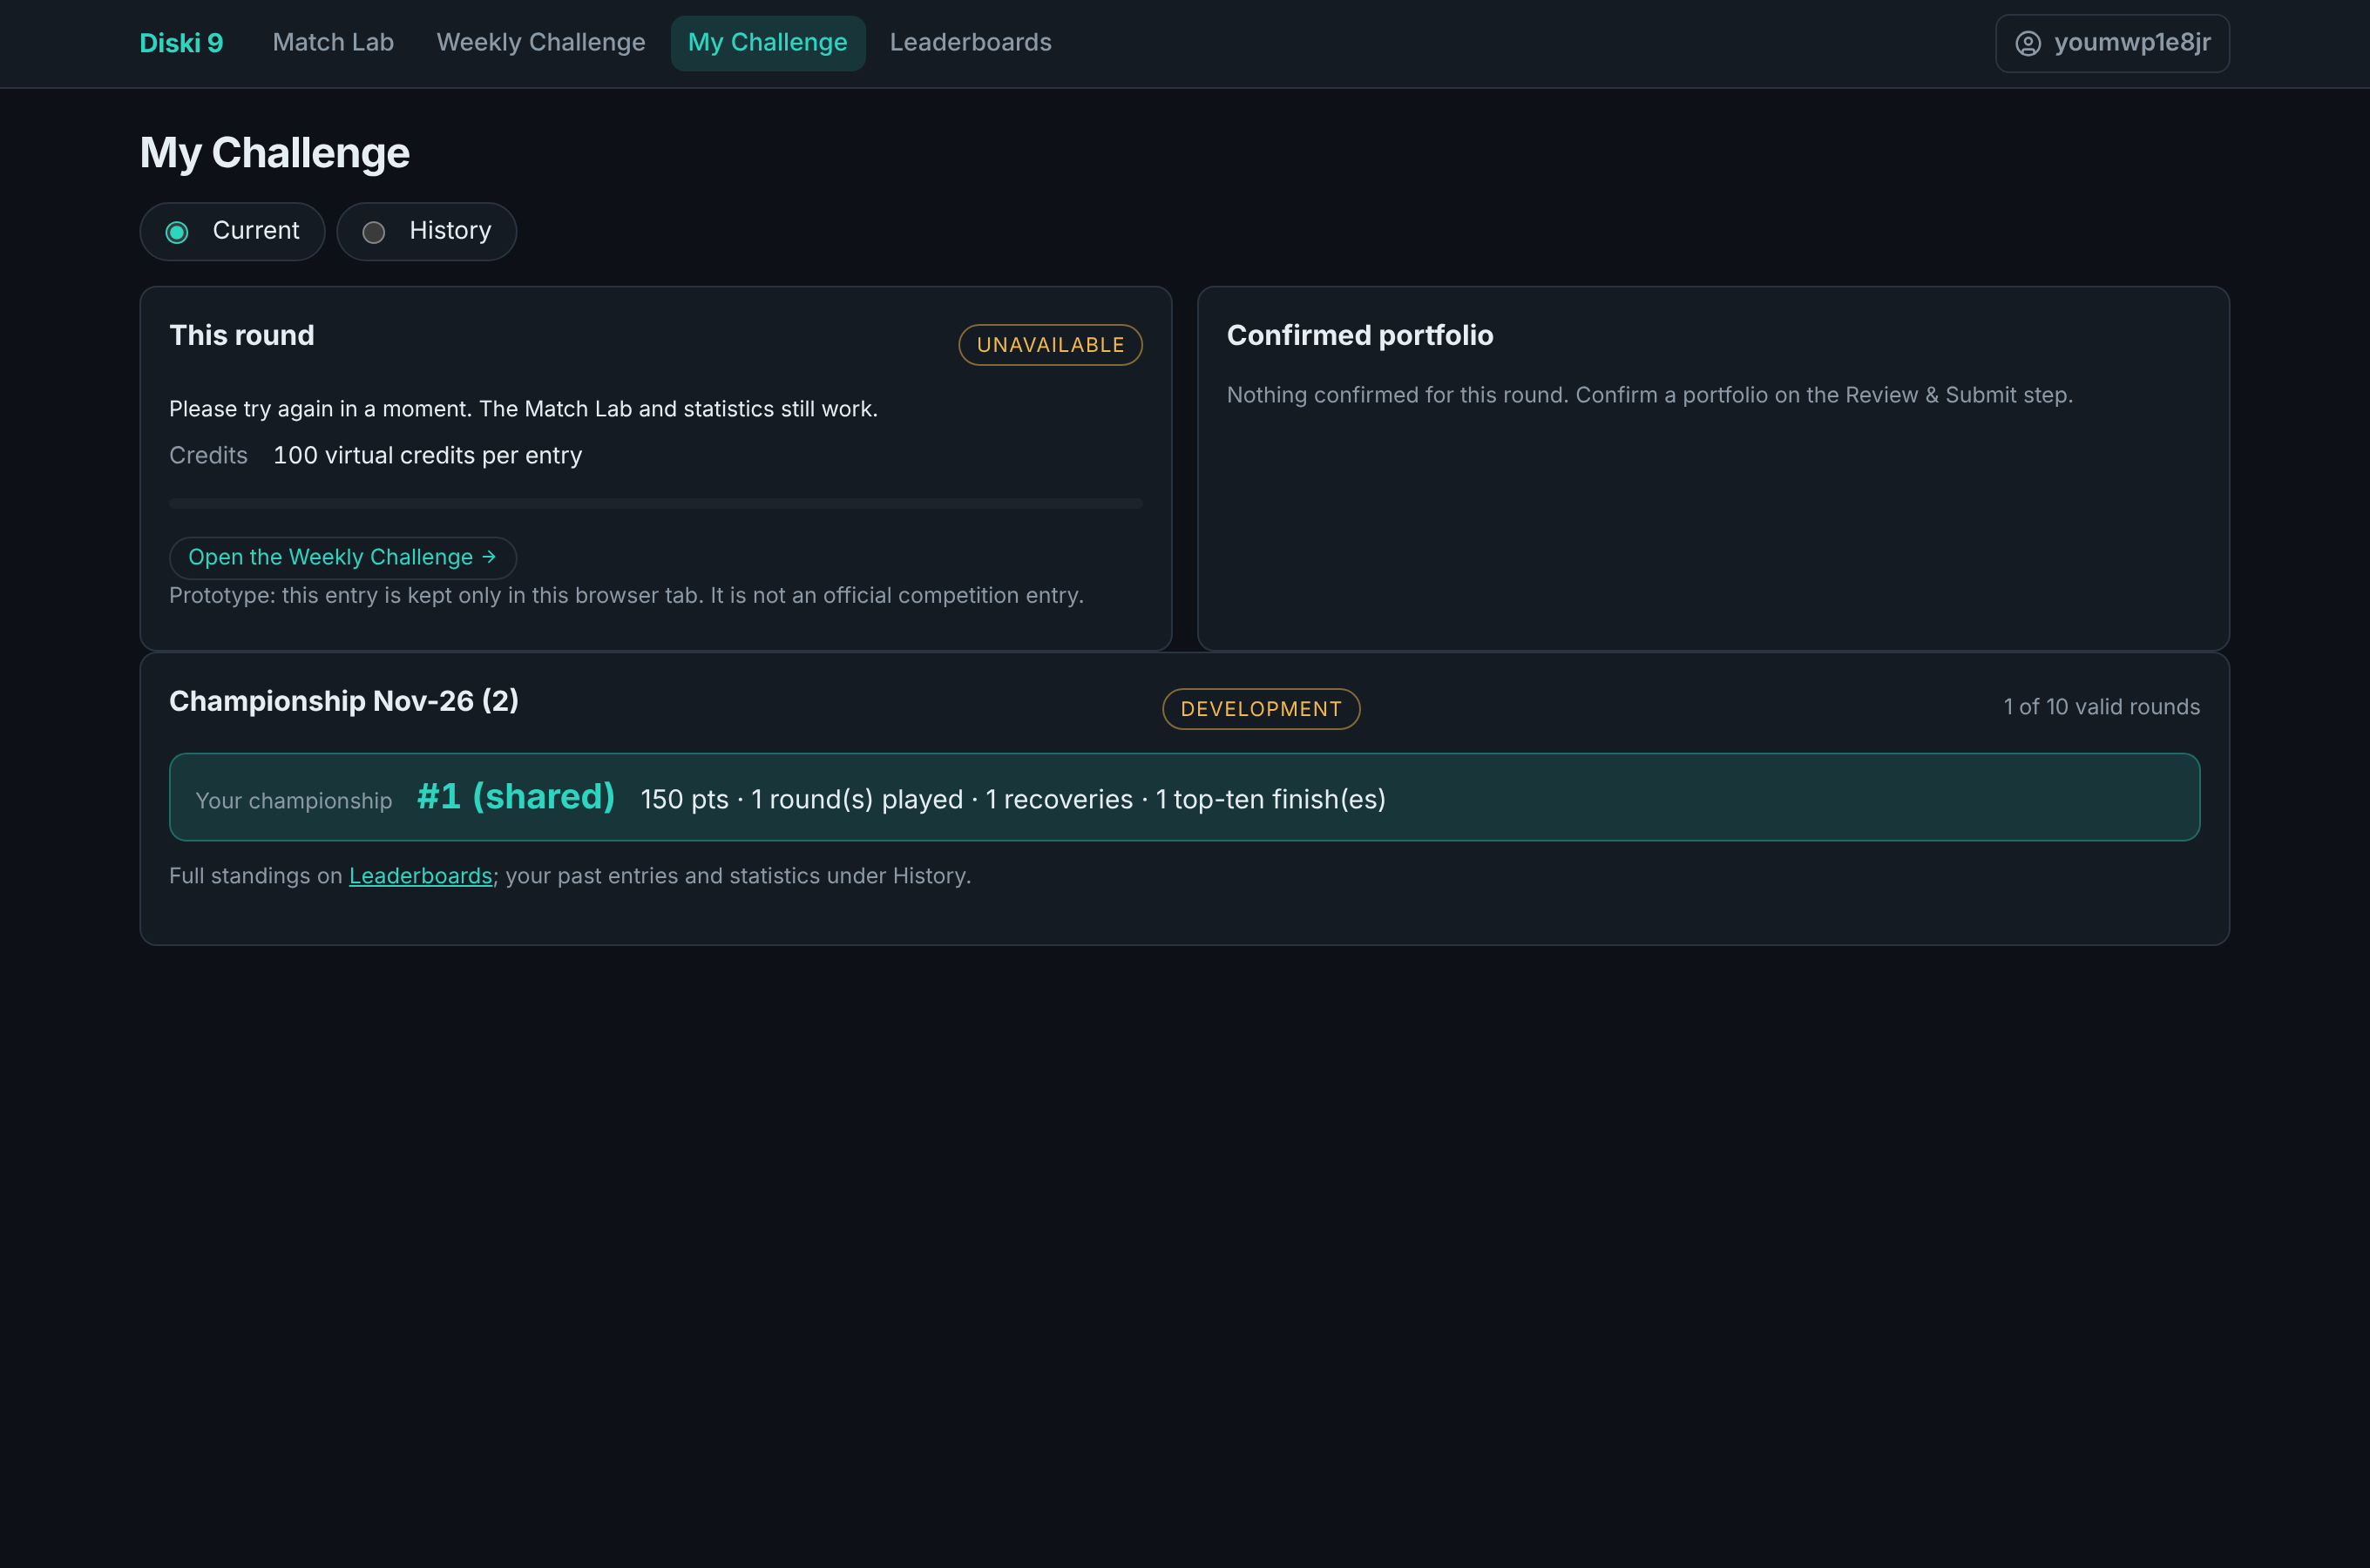 Diski 9 Match Lab Weekly Challenge My Challenge Leaderboards youmwp1e8jr
My Challenge
Current History
This round UNAVAILABLE
Please try again in a moment. The Match Lab and statistics still work.
Credits 100 virtual credits per entry
Open the Weekly Challenge →
Prototype: this entry is kept only in this browser tab. It is not an official competition entry.
Confirmed portfolio
Nothing confirmed for this round. Confirm a portfolio on the Review & Submit step.
Championship Nov-26 (2) DEVELOPMENT 1 of 10 valid rounds
Your championship #1 (shared) 150 pts · 1 round(s) played · 1 recoveries · 1 top-ten finish(es)
Full standings on Leaderboards; your past entries and statistics under History.